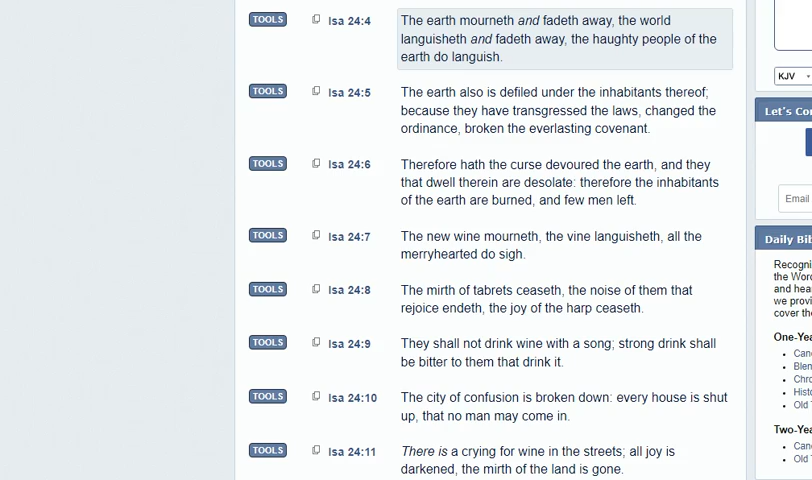 TOOLS Isa 24:4 The earth mourneth and fadeth away, the world
languisheth and fadeth away, the haughty people of the
earth do languish.
TOOLS Isa 24:5 The earth also is defiled under the inhabitants thereof;
because they have transgressed the laws, changed the
ordinance, broken the everlasting covenant.
TOOLS Isa 24:6 Therefore hath the curse devoured the earth, and they
that dwell therein are desolate: therefore the inhabitants
of the earth are burned, and few men left.
TOOLS Isa 24:7 The new wine mourneth, the vine languisheth, all the
merryhearted do sigh.
TOOLS Isa 24:8 The mirth of tabrets ceaseth, the noise of them that
rejoice endeth, the joy of the harp ceaseth.
TOOLS Isa 24:9 They shall not drink wine with a song; strong drink shall
be bitter to them that drink it.
TOOLS Isa 24:10 The city of confusion is broken down: every house is shut
up, that no man may come in.
TOOLS Isa 24:11 There is a crying for wine in the streets; all joy is
darkened, the mirth of the land is gone.
KJV
Let's Co
Email
Daily Bib
Recogni
the Word
and hea
we provi
cover the
One-Yea
Cano
Blen
Chro
Histo
Old T
Two-Yea
Cano
Old T